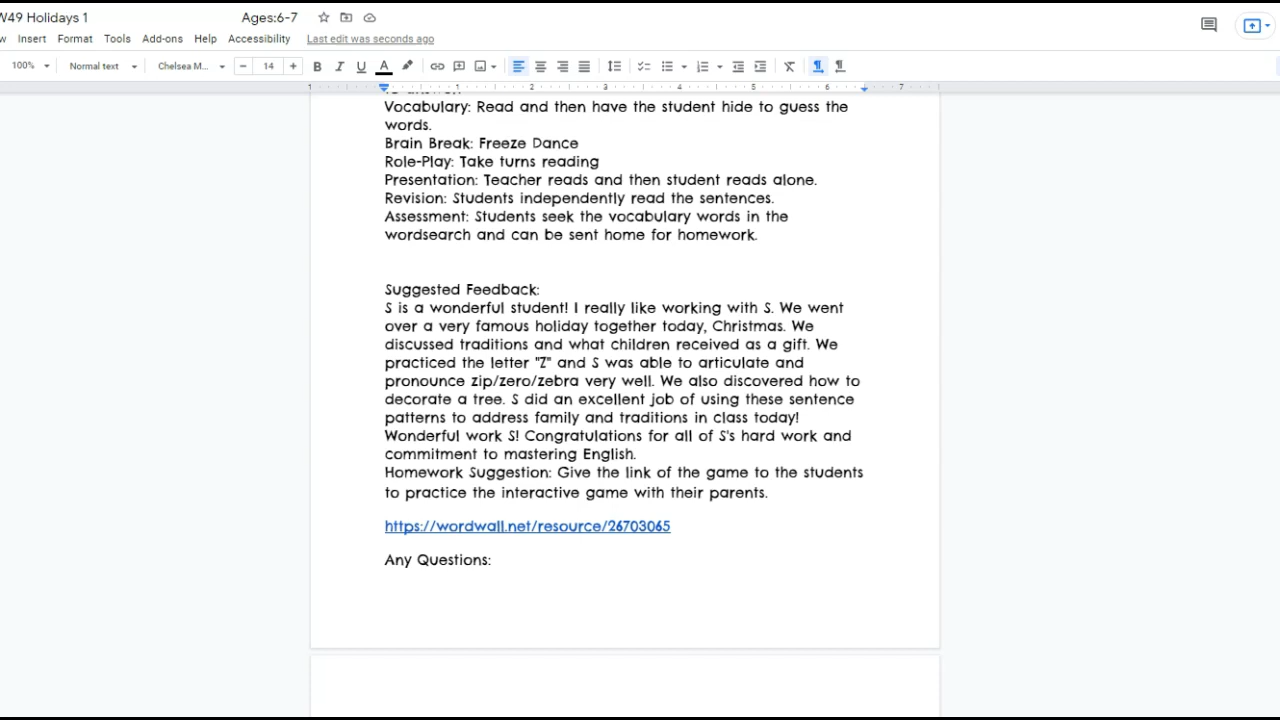 W49 Holidays 1 Ages:6-7
w Insert Format Tools Add-ons Help Accessibility Last edit was seconds ago
100% Normal text Chelsea M... 14 B I U A
1 1 2 3 4 5 6 7
Vocabulary: Read and then have the student hide to guess the
words.
Brain Break: Freeze Dance
Role-Play: Take turns reading
Presentation: Teacher reads and then student reads alone.
Revision: Students independently read the sentences.
Assessment: Students seek the vocabulary words in the
wordsearch and can be sent home for homework.
Suggested Feedback:
S is a wonderful student! I really like working with S. We went
over a very famous holiday together today, Christmas. We
discussed traditions and what children received as a gift. We
practiced the letter "Z" and S was able to articulate and
pronounce zip/zero/zebra very well. We also discovered how to
decorate a tree. S did an excellent job of using these sentence
patterns to address family and traditions in class today!
Wonderful work S! Congratulations for all of S's hard work and
commitment to mastering English.
Homework Suggestion: Give the link of the game to the students
to practice the interactive game with their parents.
https://wordwall.net/resource/26703065
Any Questions: